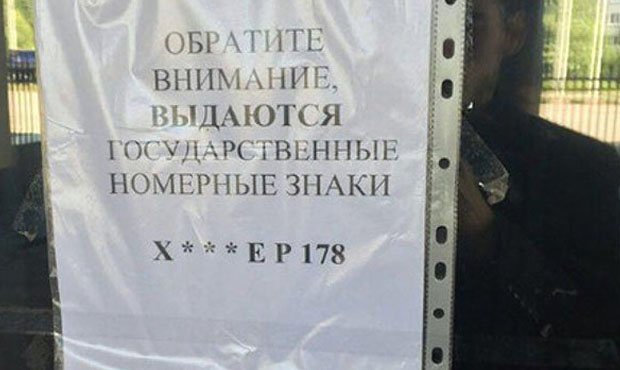 ОБРАТИТЕ
ВНИМАНИЕ,
ВЫДАЮТСЯ
ГОСУДАРСТВЕННЫЕ
НОМЕРНЫЕ ЗНАКИ
Х * * * Е Р 178